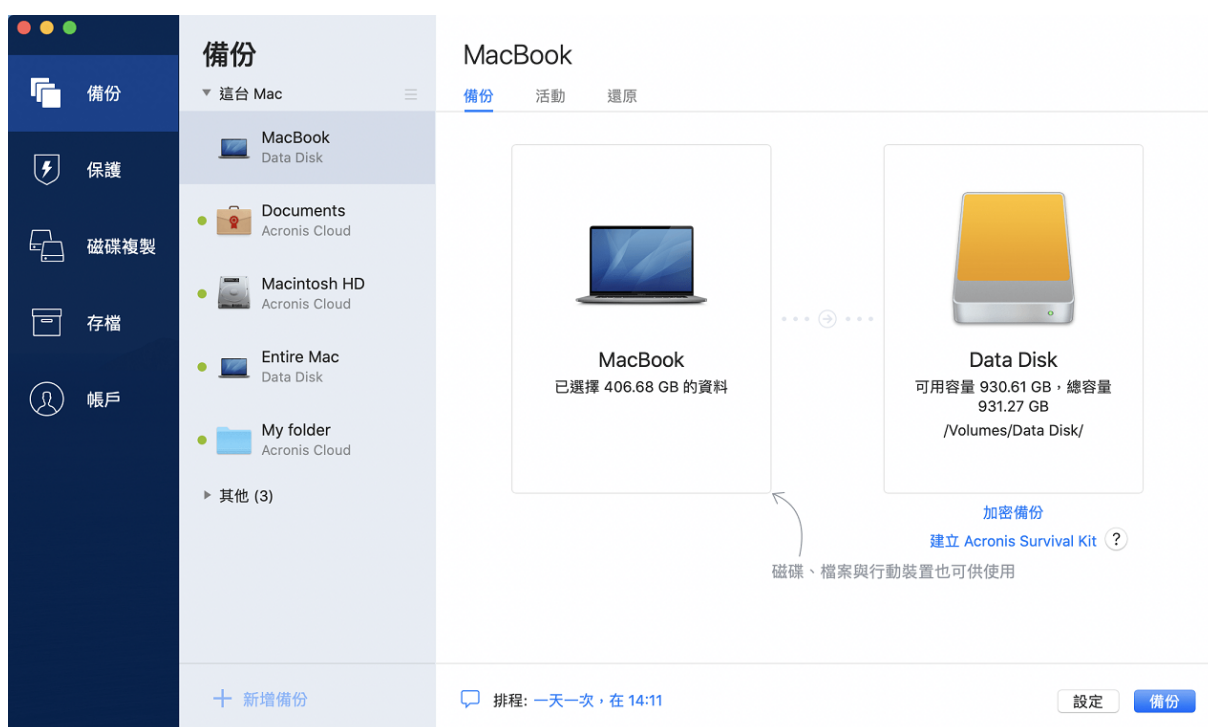 備份
保護
磁碟複製
存檔
帳戶
備份
這台 Mac
MacBook
Data Disk
Documents
Acronis Cloud
Macintosh HD
Acronis Cloud
Entire Mac
Data Disk
My folder
Acronis Cloud
其他 (3)
新增備份
MacBook
備份 活動 還原
MacBook
已選擇 406.68 GB 的資料
Data Disk
可用容量 930.61 GB，總容量
931.27 GB
/Volumes/Data Disk/
加密備份
建立 Acronis Survival Kit ?
磁碟、檔案與行動裝置也可供使用
排程: 一天一次，在 14:11
設定
備份